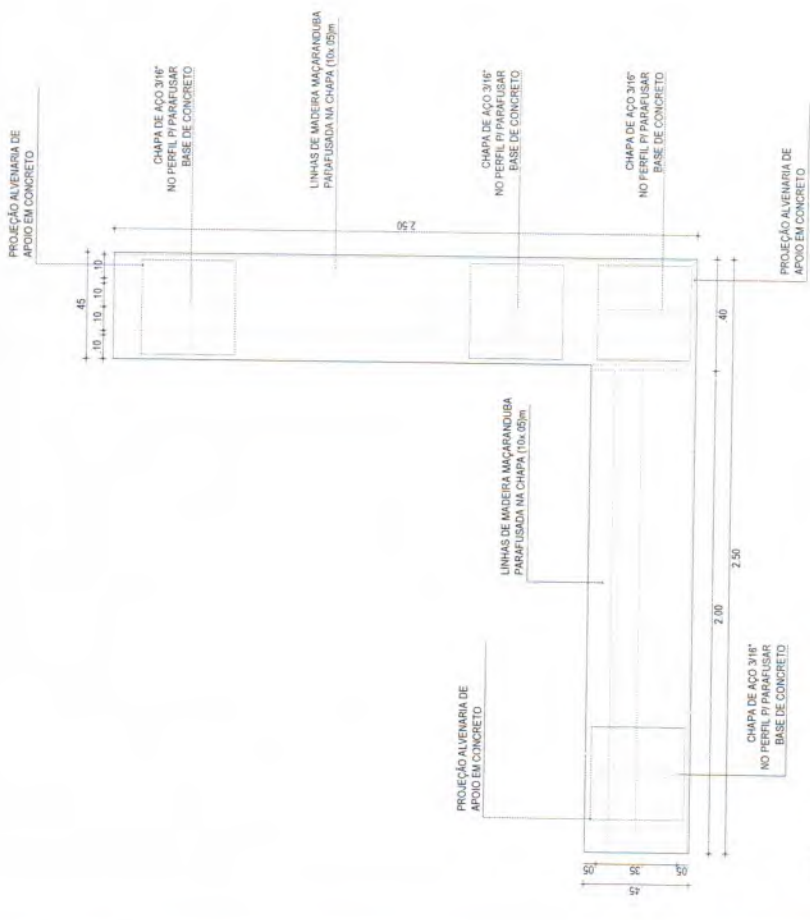 PROJEÇÃO ALVENARIA DE
APOIO EM CONCRETO
CHAPA DE AÇO 3/16"
NO PERFIL P/ PARAFUSAR
BASE DE CONCRETO
LINHAS DE MADEIRA MAÇARANDUBA
PARAFUSADA NA CHAPA (10x.05)m
CHAPA DE AÇO 3/16"
NO PERFIL P/ PARAFUSAR
BASE DE CONCRETO
CHAPA DE AÇO 3/16"
NO PERFIL P/ PARAFUSAR
BASE DE CONCRETO
PROJEÇÃO ALVENARIA DE
APOIO EM CONCRETO
2.50
.45
.10 .10 .10 .10
.40
LINHAS DE MADEIRA MAÇARANDUBA
PARAFUSADA NA CHAPA (10x.05)m
2.00
2.50
PROJEÇÃO ALVENARIA DE
APOIO EM CONCRETO
CHAPA DE AÇO 3/16"
NO PERFIL P/ PARAFUSAR
BASE DE CONCRETO
.05
.35
.05
.45